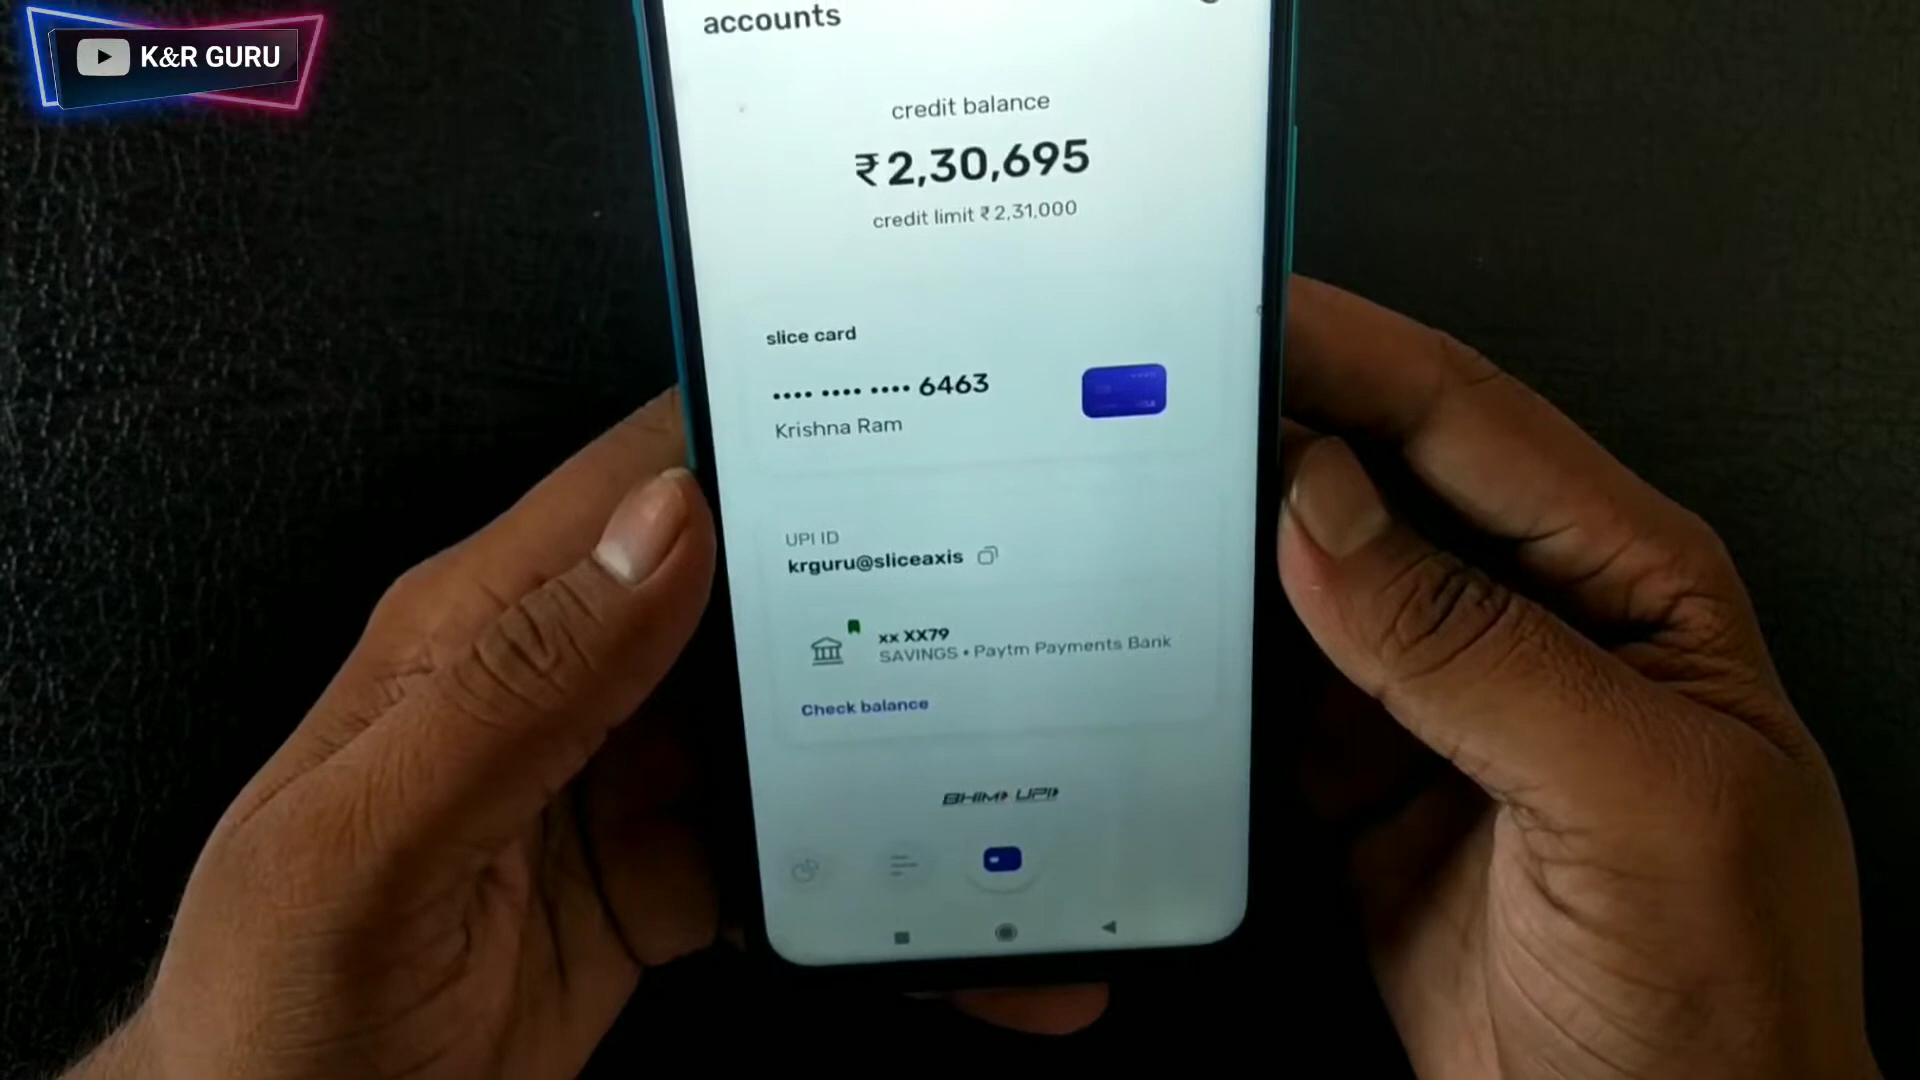 K&R GURU
accounts
credit balance
₹2,30,695
credit limit ₹2,31,000
slice card
•••• •••• •••• 6463
Krishna Ram
UPI ID
krguru@sliceaxis
xx XX79
SAVINGS • Paytm Payments Bank
Check balance
BHIM UPI